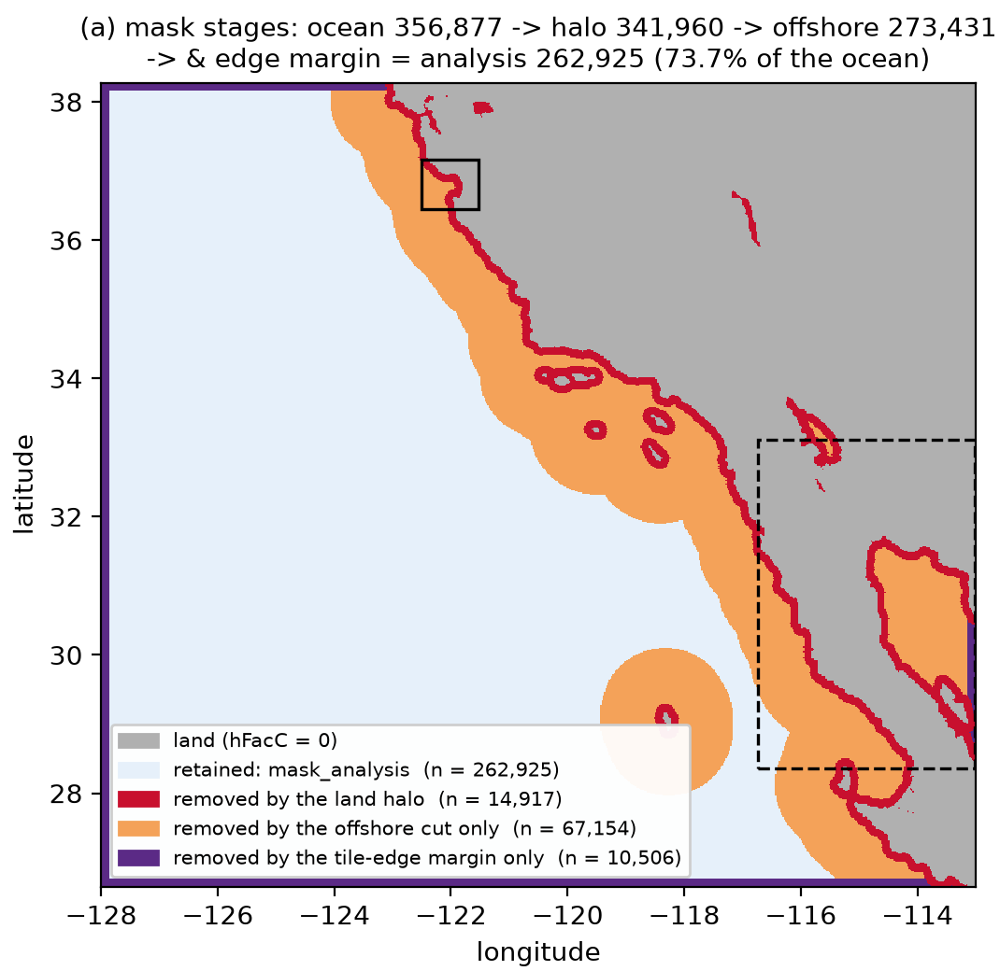 (a) mask stages: ocean 356,877 -> halo 341,960 -> offshore 273,431
-> & edge margin = analysis 262,925 (73.7% of the ocean)
38
36
34
32
30
28
latitude
land (hFacC = 0)
retained: mask_analysis (n = 262,925)
removed by the land halo (n = 14,917)
removed by the offshore cut only (n = 67,154)
removed by the tile-edge margin only (n = 10,506)
−128 −126 −124 −122 −120 −118 −116 −114
longitude